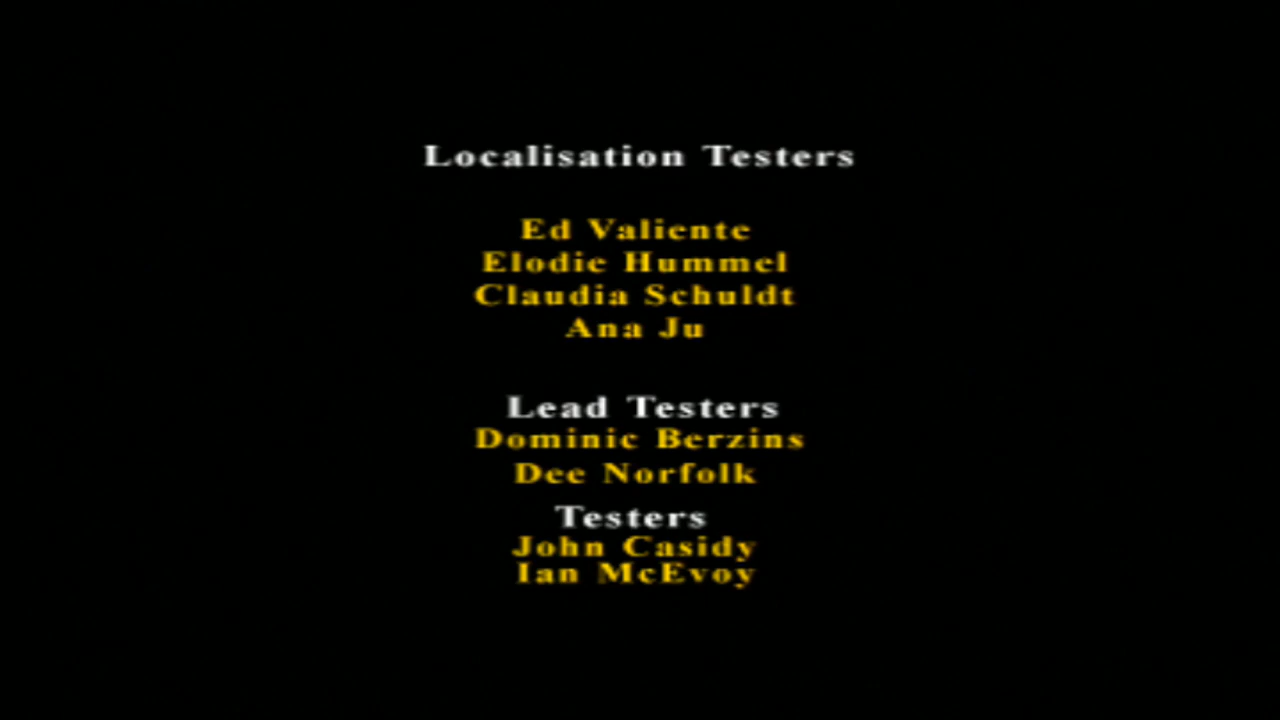 Localisation Testers
Ed Valiente
Elodie Hummel
Claudia Schuldt
Ana Ju
Lead Testers
Dominic Berzins
Dee Norfolk
Testers
John Casidy
Ian McEvoy